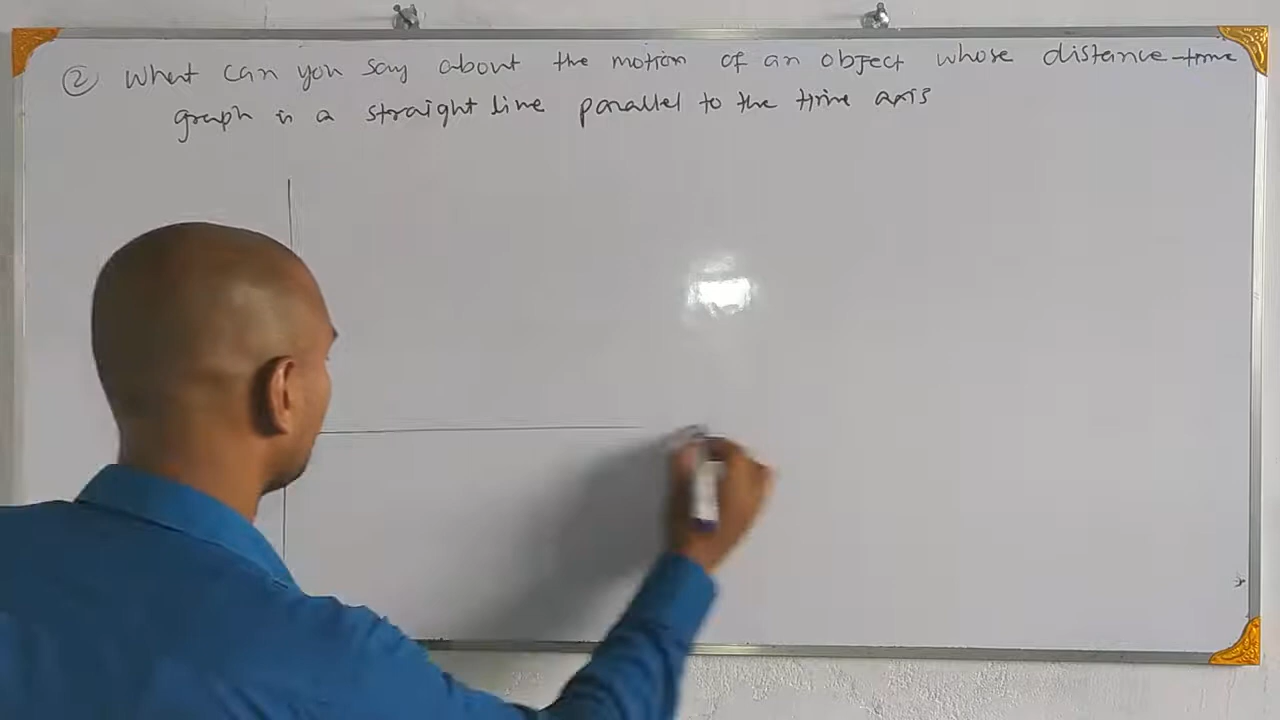 ② What can you say about the motion of an object whose distance-time
graph is a straight line parallel to the time axis